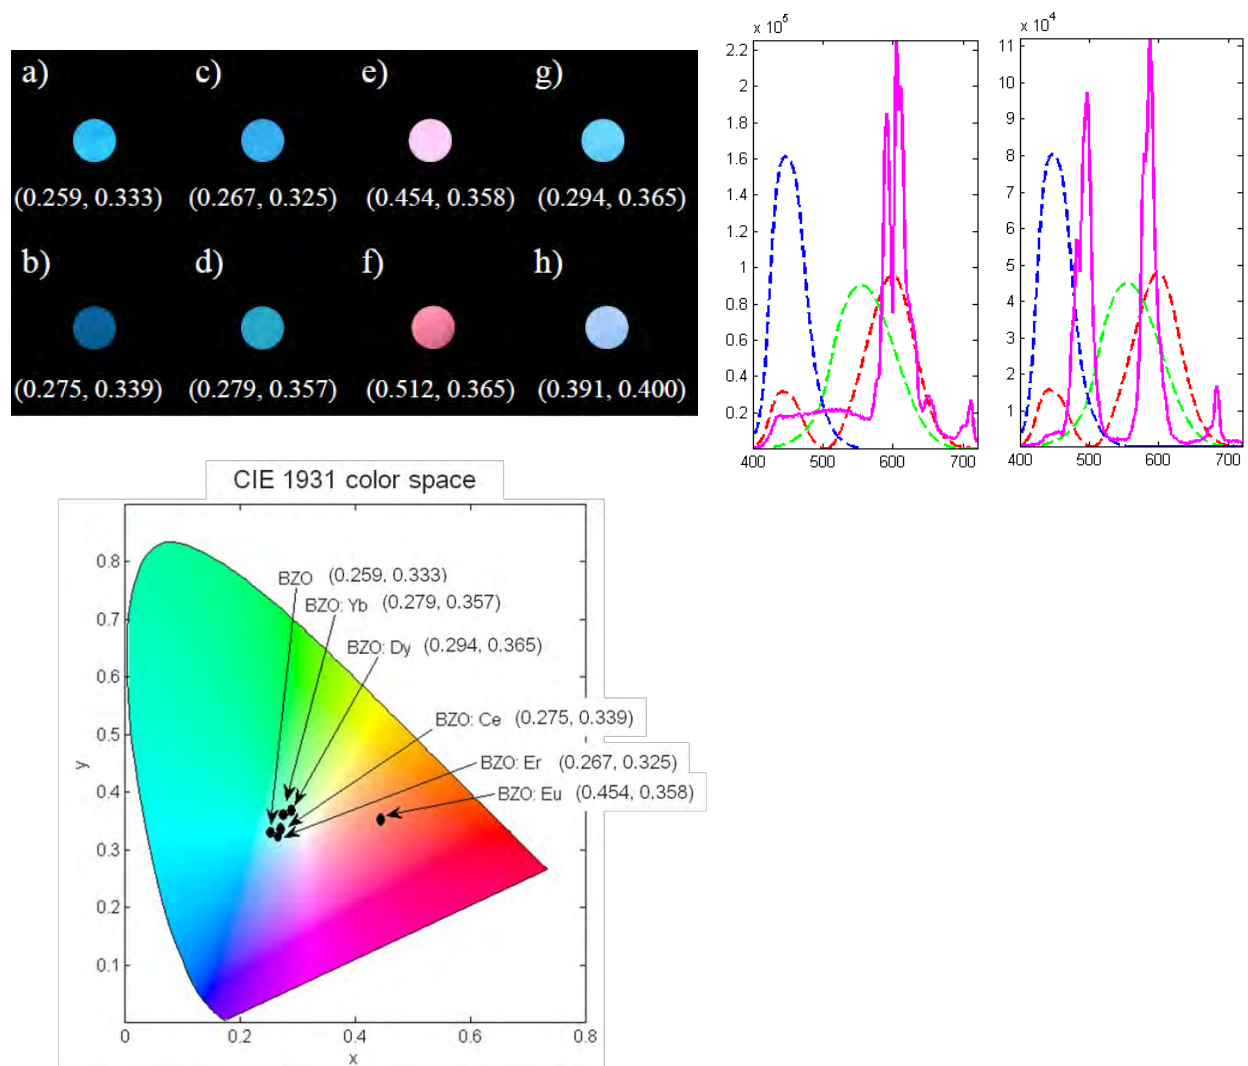 a) c) e) g)
(0.259, 0.333) (0.267, 0.325) (0.454, 0.358) (0.294, 0.365)
b) d) f) h)
(0.275, 0.339) (0.279, 0.357) (0.512, 0.365) (0.391, 0.400)
x 10⁵
2.2
2
1.8
1.6
1.4
1.2
1
0.8
0.6
0.4
0.2
400 500 600 700
x 10⁴
11
10
9
8
7
6
5
4
3
2
1
400 500 600 700
CIE 1931 color space
0.8
0.7
0.6
0.5
0.4
0.3
0.2
0.1
y
0 0.2 0.4 0.6 0.8
x
BZO (0.259, 0.333)
BZO: Yb (0.279, 0.357)
BZO: Dy (0.294, 0.365)
BZO: Ce (0.275, 0.339)
BZO: Er (0.267, 0.325)
BZO: Eu (0.454, 0.358)